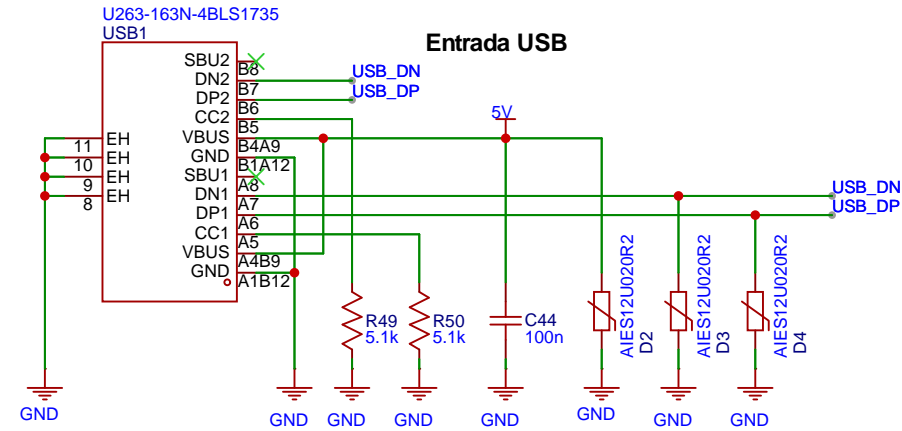 U263-163N-4BLS1735
USB1
Entrada USB
SBU2
B8
DN2
USB_DN
B7
DP2
USB_DP
B6
CC2
B5
5V
VBUS
B4A9
EH
11
GND
B1A12
EH
10
SBU1
A8
EH
9
DN1
USB_DN
A7
EH
8
DP1
USB_DP
A6
CC1
A5
VBUS
A4B9
GND
A1B12
R49
5.1k
R50
5.1k
C44
100n
AIES12U020R2
D2
AIES12U020R2
D3
AIES12U020R2
D4
GND
GND
GND
GND
GND
GND
GND
GND